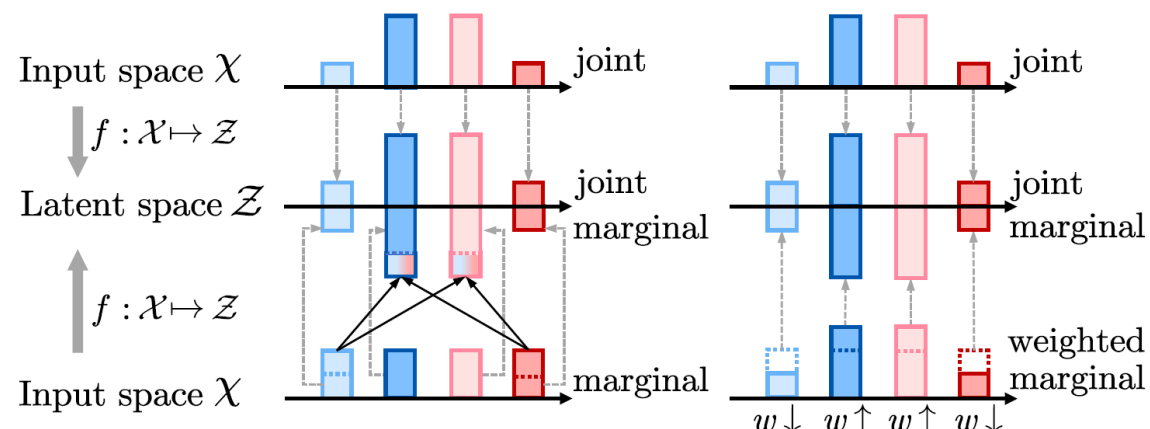 Input space 𝒳
joint
joint
f : 𝒳 ↦ 𝒵
Latent space 𝒵
joint
marginal
joint
marginal
f : 𝒳 ↦ 𝒵
Input space 𝒳
marginal
weighted
marginal
w ↓ w ↑ w ↑ w ↓